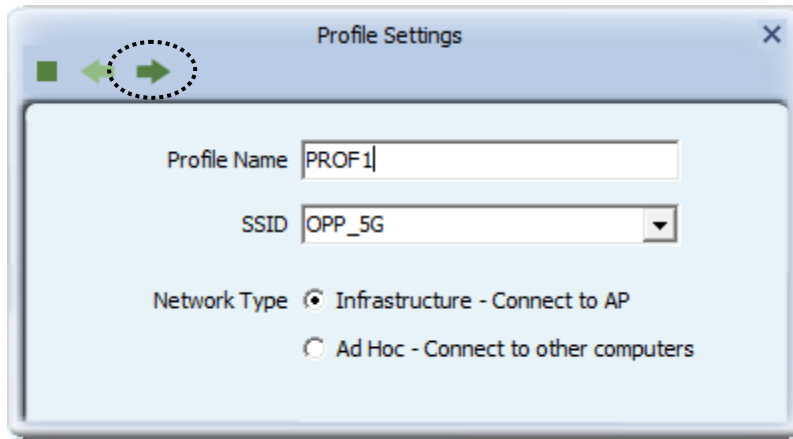 Profile Settings
Profile Name PROF1
SSID OPP_5G
Network Type Infrastructure - Connect to AP
Ad Hoc - Connect to other computers